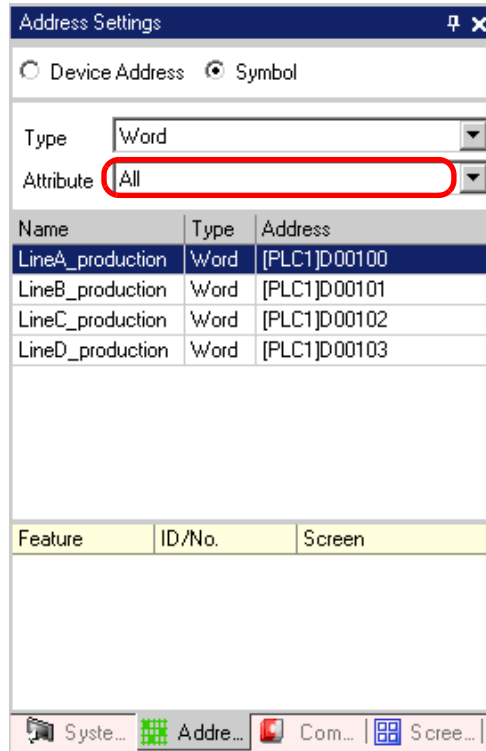 Address Settings
Device Address Symbol
Type Word
Attribute All
Name Type Address
LineA_production Word [PLC1]D00100
LineB_production Word [PLC1]D00101
LineC_production Word [PLC1]D00102
LineD_production Word [PLC1]D00103
Feature ID/No. Screen
Syste... Addre... Com... Scree...